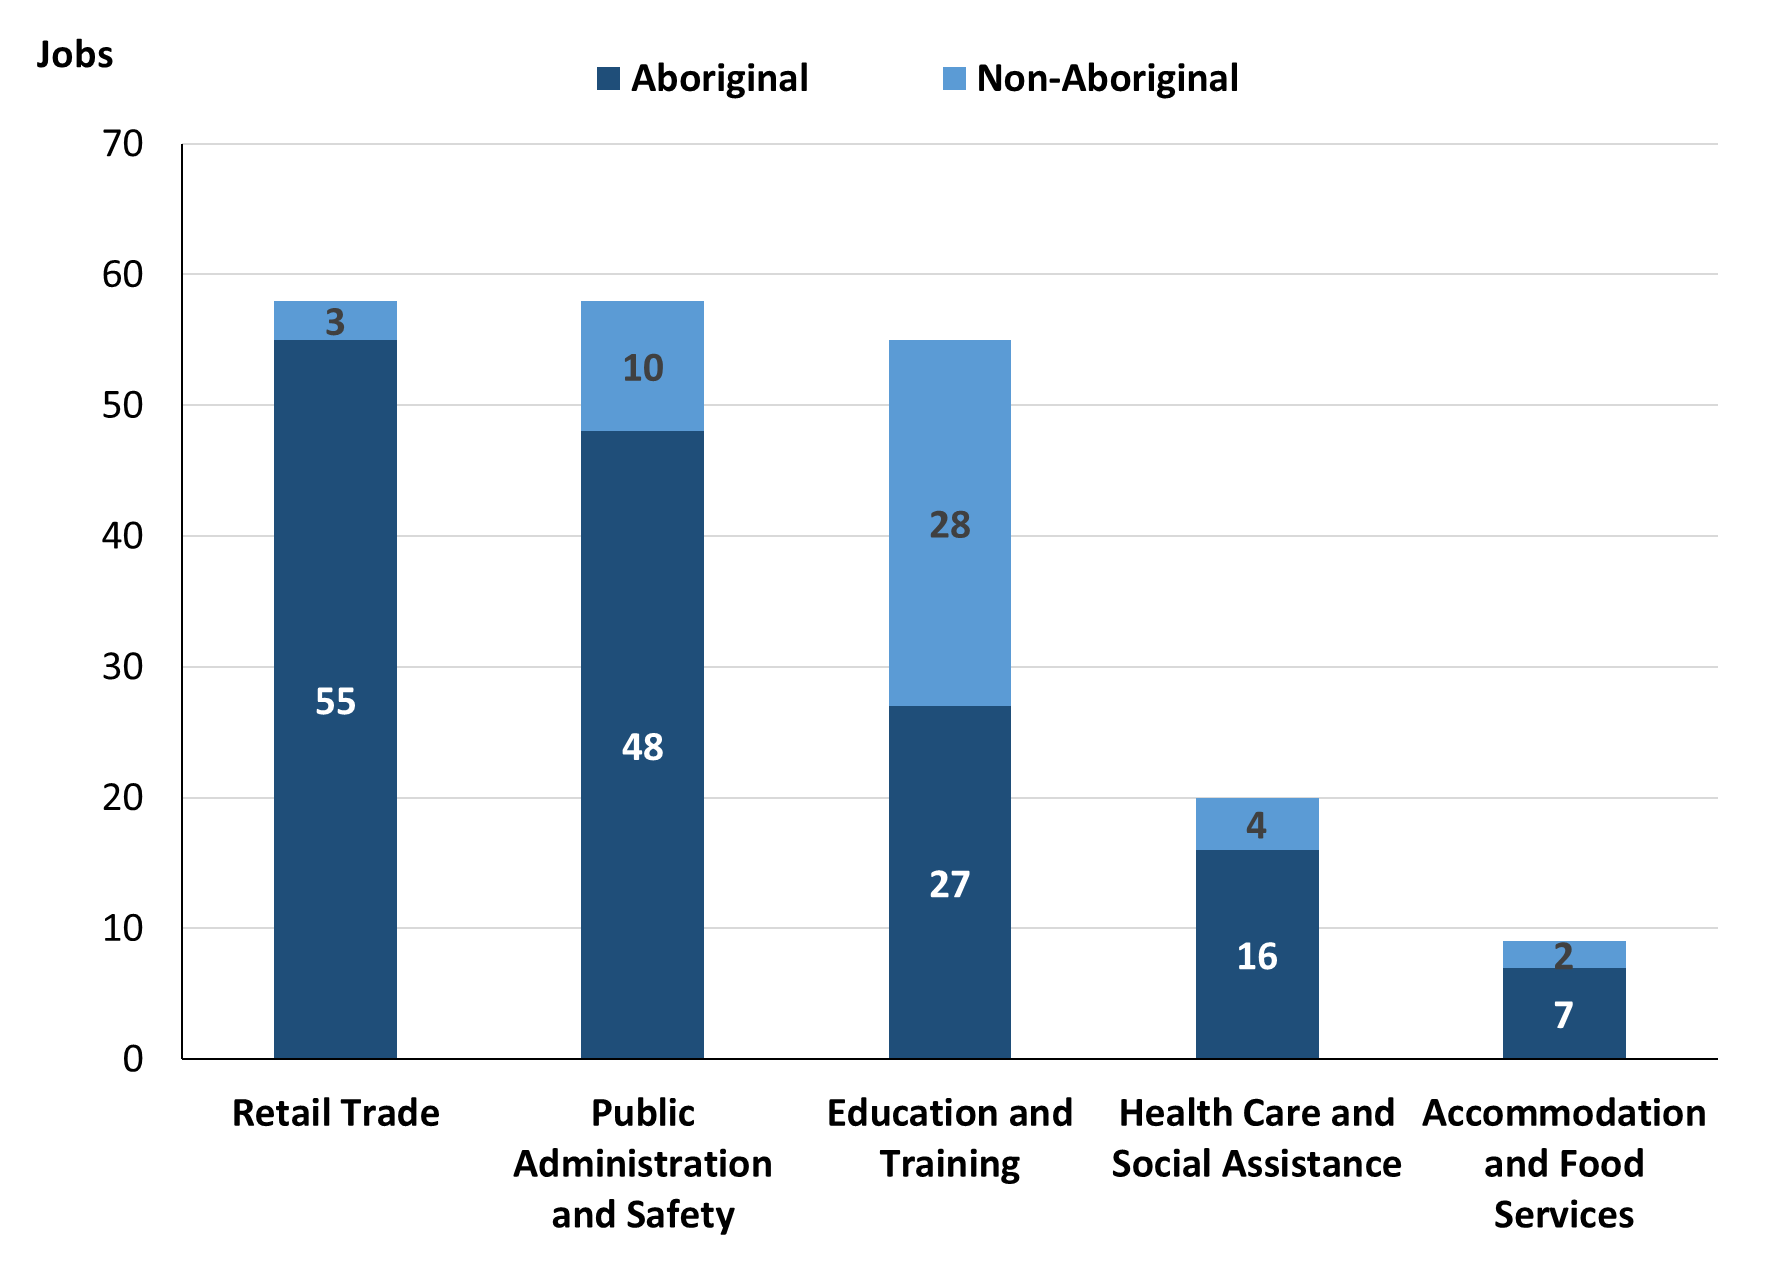 Jobs
Aboriginal
Non-Aboriginal
70
60
50
40
30
20
10
0
3
55
10
48
28
27
4
16
2
7
Retail Trade
Public
Administration
and Safety
Education and
Training
Health Care and
Social Assistance
Accommodation
and Food
Services